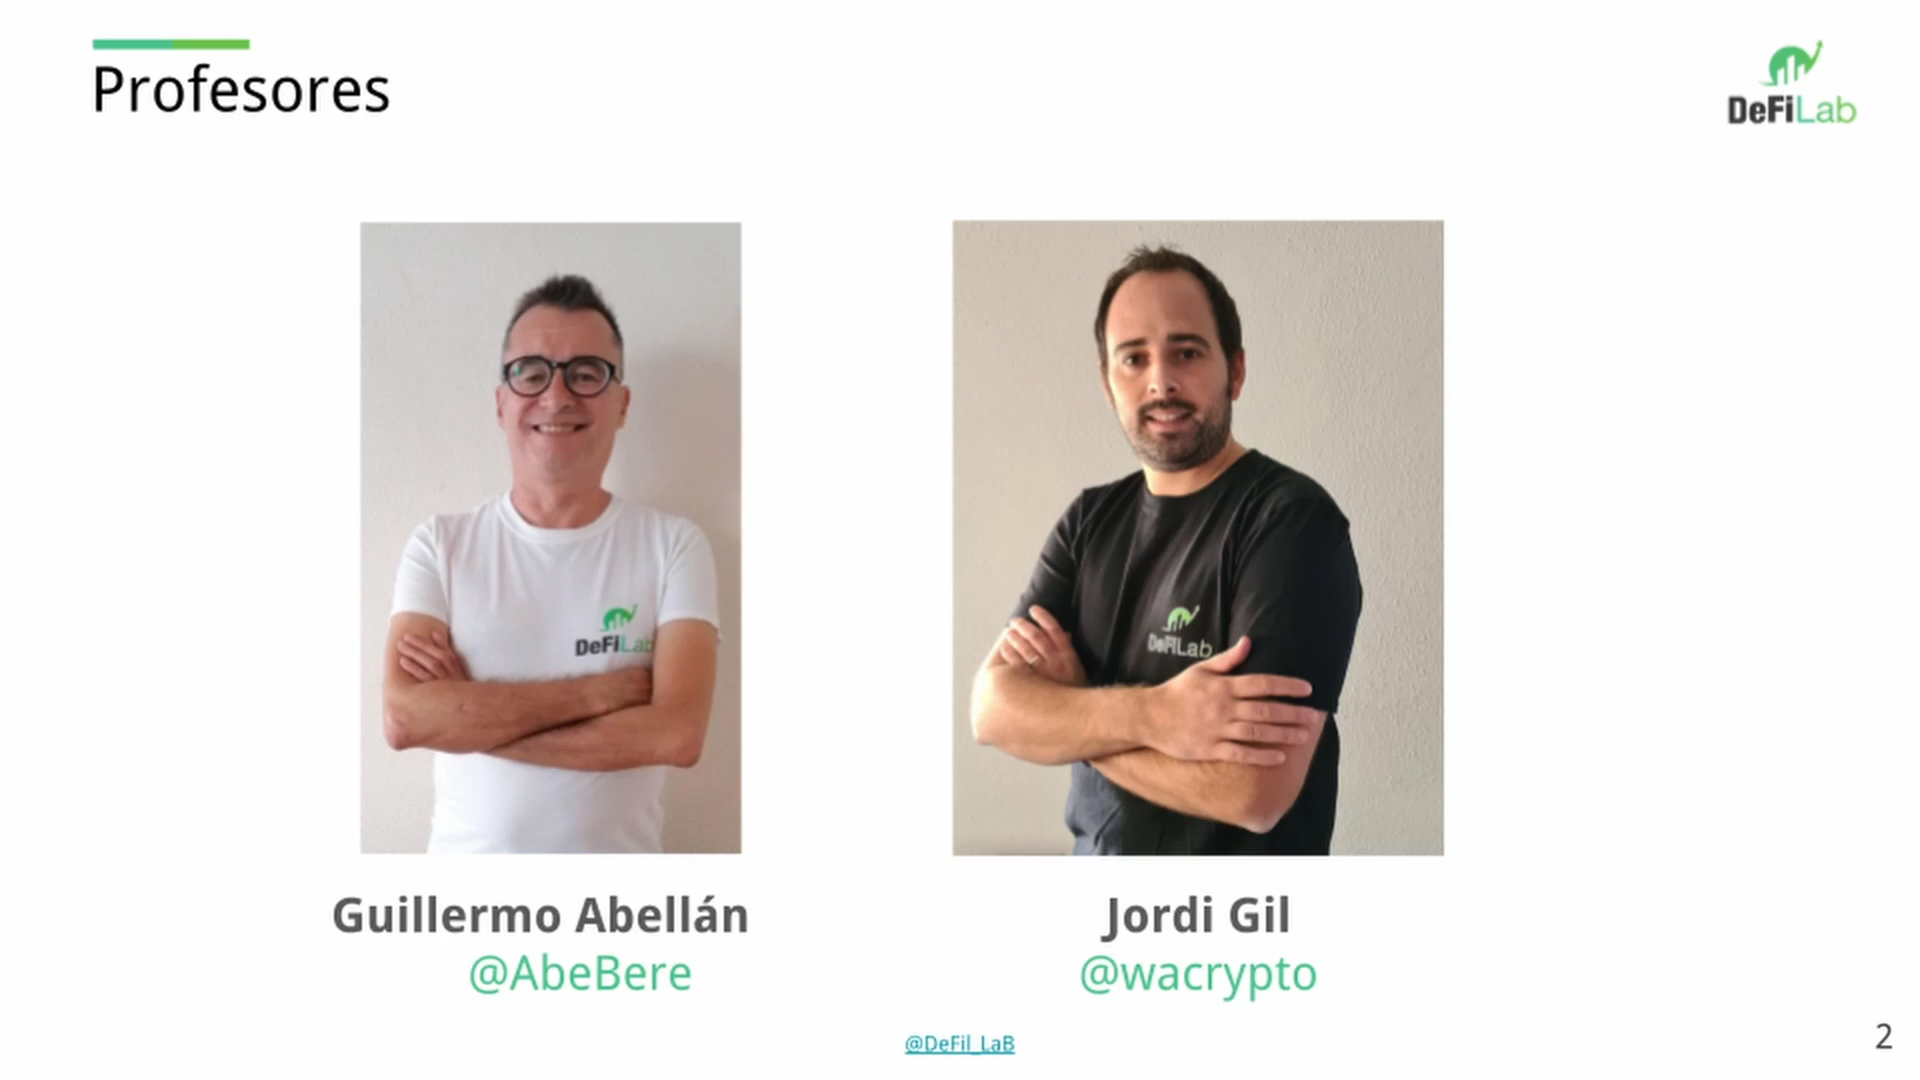 Profesores
DeFiLab
DeFiLab
DeFiLab
Guillermo Abellán
Jordi Gil
@AbeBere
@wacrypto
@DeFil_LaB
2